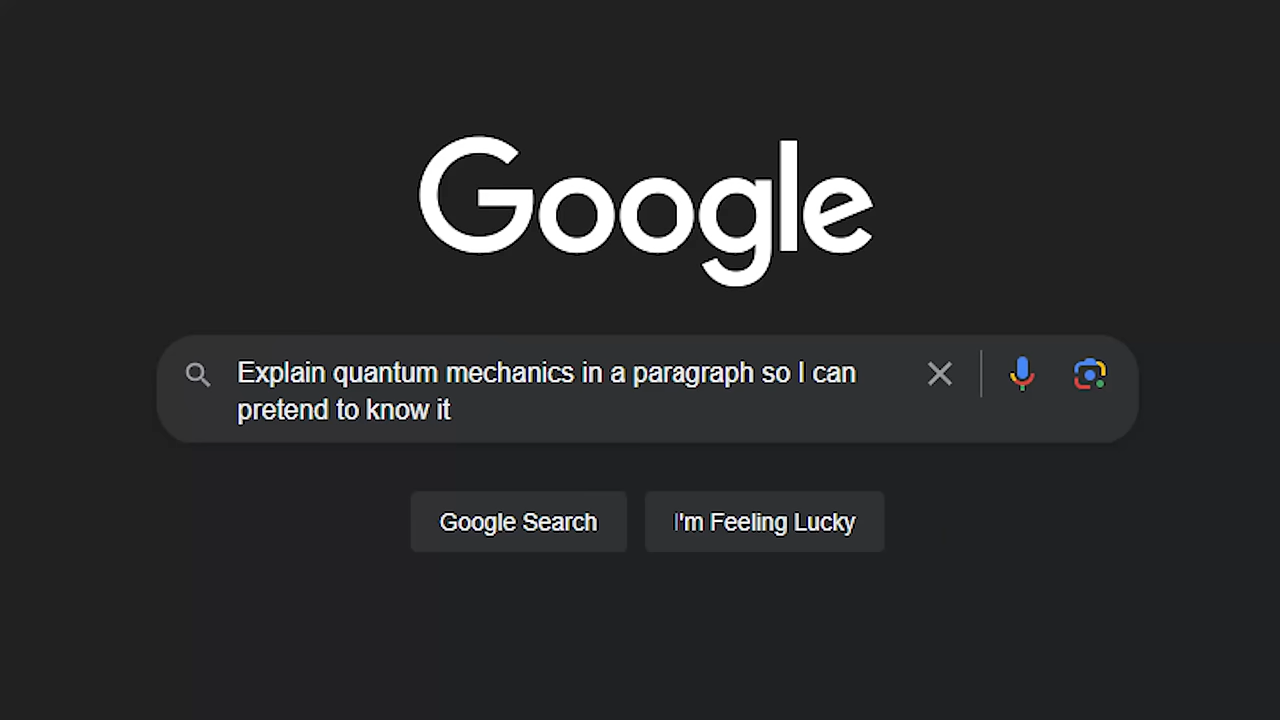 Google
Explain quantum mechanics in a paragraph so I can
pretend to know it
Google Search
I'm Feeling Lucky